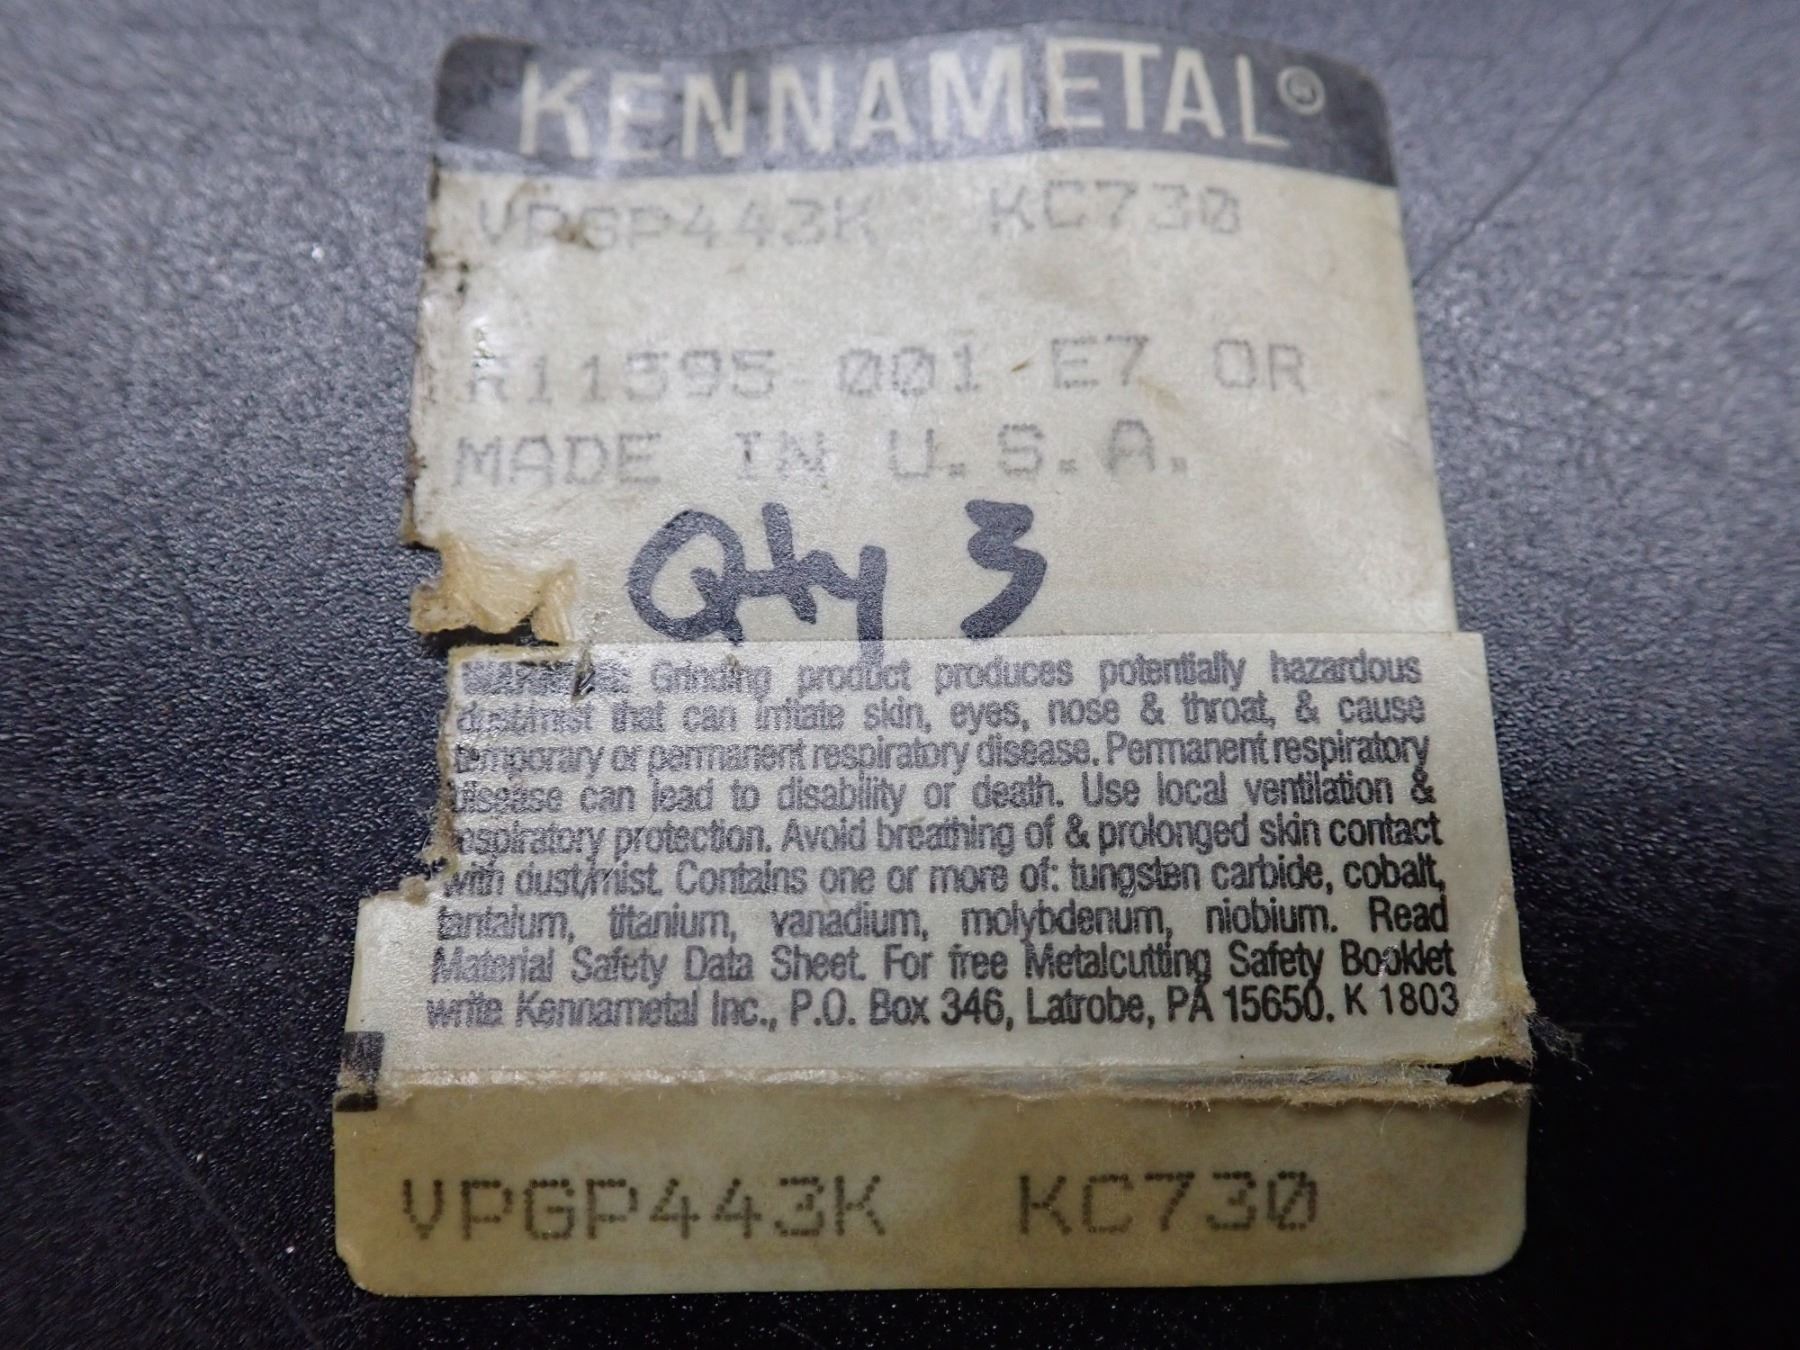 KENNAMETAL®
VPGP443K KC730
R11595 001 E7 OR
MADE IN U.S.A.
Qty 3
Grinding product produces potentially hazardous
dust/mist that can irritate skin, eyes, nose & throat, & cause
temporary or permanent respiratory disease. Permanent respiratory
disease can lead to disability or death. Use local ventilation &
espiratory protection. Avoid breathing of & prolonged skin contact
with dust/mist. Contains one or more of: tungsten carbide, cobalt,
tantalum, titanium, vanadium, molybdenum, niobium. Read
Material Safety Data Sheet. For free Metalcutting Safety Booklet
write Kennametal Inc., P.O. Box 346, Latrobe, PA 15650. K 1803
VPGP443K KC730